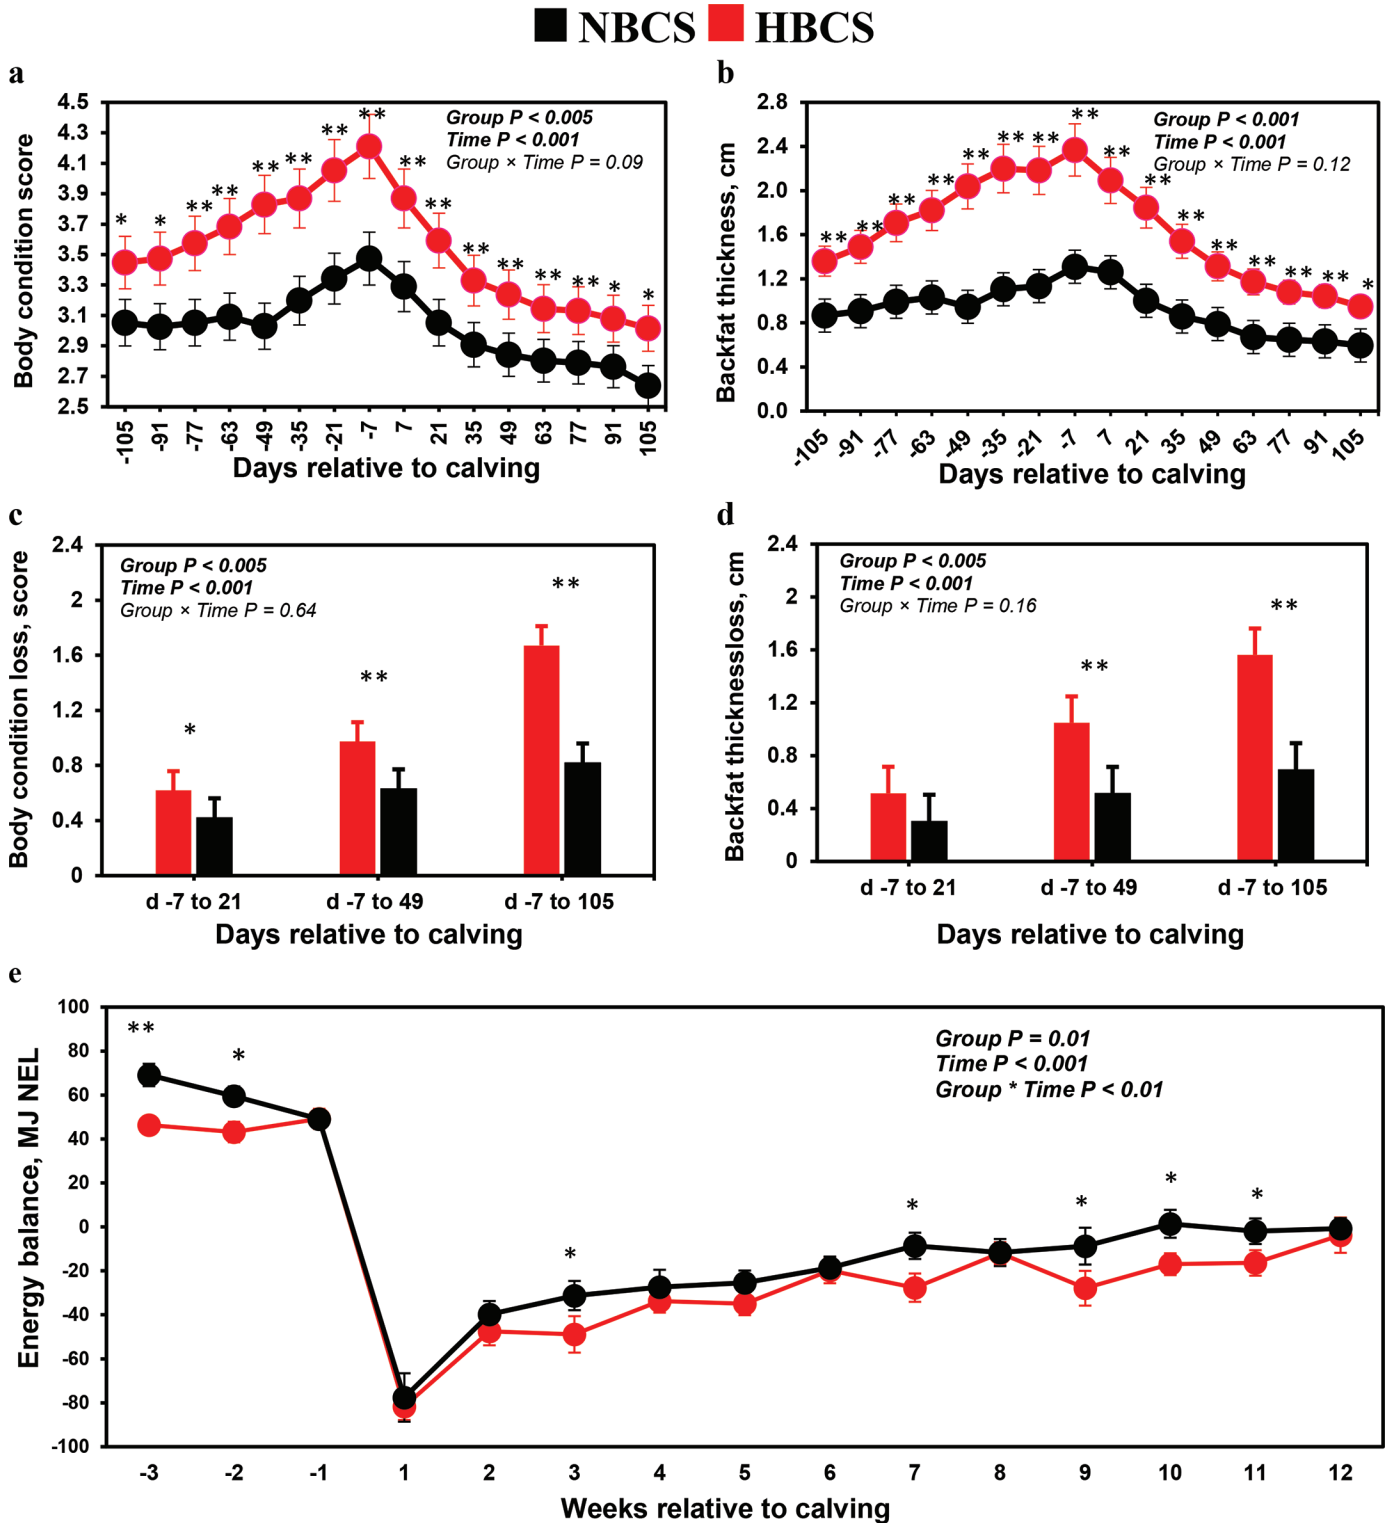 NBCS HBCS
a
Body condition score
4.5
4.3
4.1
3.9
3.7
3.5
3.3
3.1
2.9
2.7
2.5
Group P < 0.005
Time P < 0.001
Group × Time P = 0.09
* * ** ** ** ** ** ** ** ** ** ** ** ** * *
-105 -91 -77 -63 -49 -35 -21 -7 7 21 35 49 63 77 91 105
Days relative to calving
b
Backfat thickness, cm
2.8
2.4
2.0
1.6
1.2
0.8
0.4
0.0
Group P < 0.001
Time P < 0.001
Group × Time P = 0.12
** ** ** ** ** ** ** ** ** ** ** ** ** ** ** *
-105 -91 -77 -63 -49 -35 -21 -7 7 21 35 49 63 77 91 105
Days relative to calving
c
Body condition loss, score
2.4
2
1.6
1.2
0.8
0.4
0
Group P < 0.005
Time P < 0.001
Group × Time P = 0.64
* ** **
d -7 to 21 d -7 to 49 d -7 to 105
Days relative to calving
d
Backfat thicknessloss, cm
2.4
2
1.6
1.2
0.8
0.4
0
Group P < 0.005
Time P < 0.001
Group × Time P = 0.16
** **
d -7 to 21 d -7 to 49 d -7 to 105
Days relative to calving
e
Energy balance, MJ NEL
100
80
60
40
20
0
-20
-40
-60
-80
-100
Group P = 0.01
Time P < 0.001
Group * Time P < 0.01
** * * * * * *
-3 -2 -1 1 2 3 4 5 6 7 8 9 10 11 12
Weeks relative to calving